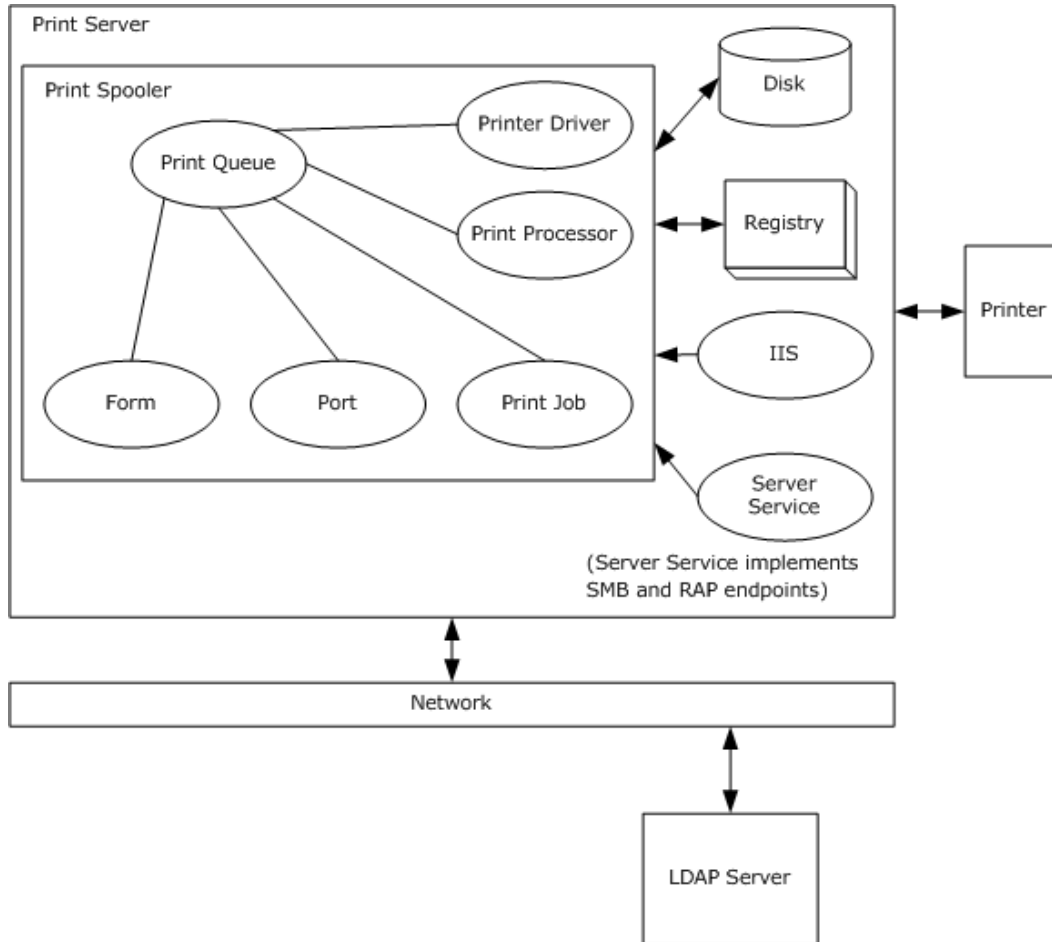 Print Server
Print Spooler
Disk
Printer Driver
Print Queue
Print Processor
Registry
Printer
IIS
Form
Port
Print Job
Server
Service
(Server Service implements
SMB and RAP endpoints)
Network
LDAP Server